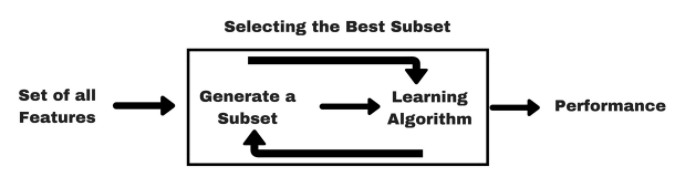 Selecting the Best Subset
Set of all
Features
Generate a
Subset
Learning
Algorithm
Performance